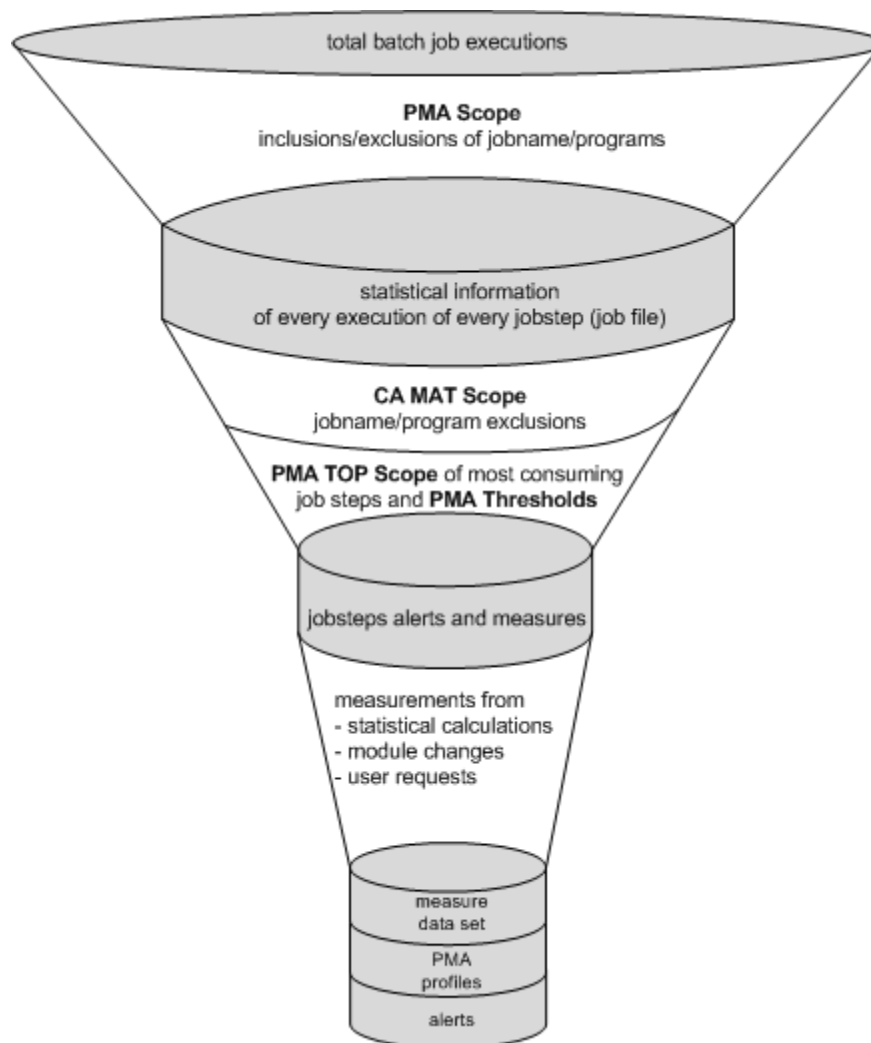 total batch job executions
PMA Scope
inclusions/exclusions of jobname/programs
statistical information
of every execution of every jobstep (job file)
CA MAT Scope
jobname/program exclusions
PMA TOP Scope of most consuming
job steps and PMA Thresholds
jobsteps alerts and measures
measurements from
- statistical calculations
- module changes
- user requests
measure
data set
PMA
profiles
alerts